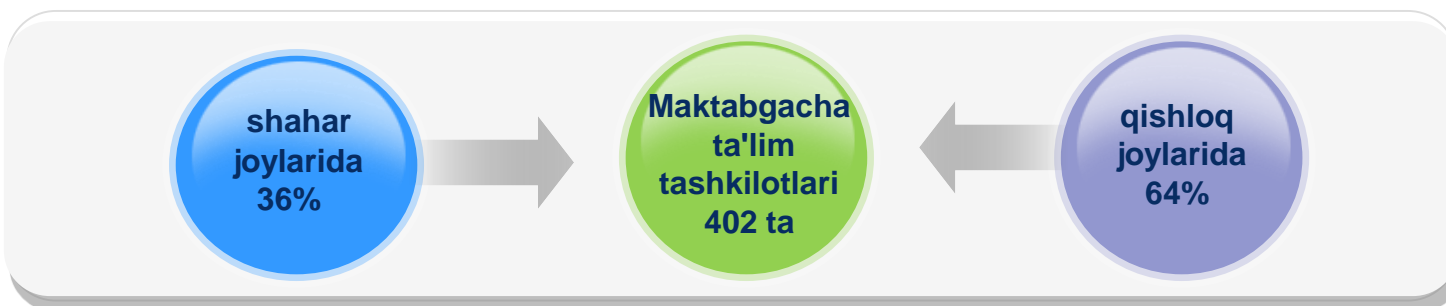 shahar
joylarida
36%
Maktabgacha
ta'lim
tashkilotlari
402 ta
qishloq
joylarida
64%